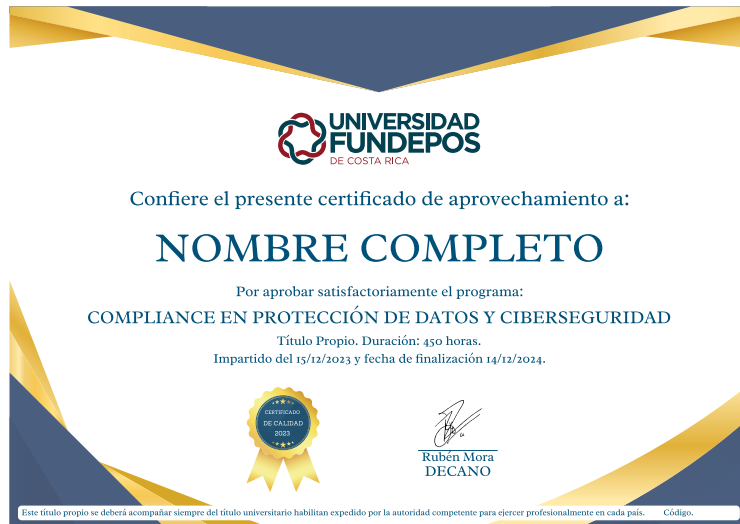 UNIVERSIDAD
FUNDEPOS
DE COSTA RICA
Confiere el presente certificado de aprovechamiento a:
NOMBRE COMPLETO
Por aprobar satisfactoriamente el programa:
COMPLIANCE EN PROTECCIÓN DE DATOS Y CIBERSEGURIDAD
Título Propio. Duración: 450 horas.
Impartido del 15/12/2023 y fecha de finalización 14/12/2024.
CERTIFICADO
DE CALIDAD
2023
Rubén Mora
DECANO
Este título propio se deberá acompañar siempre del título universitario habilitan expedido por la autoridad competente para ejercer profesionalmente en cada país. Código.